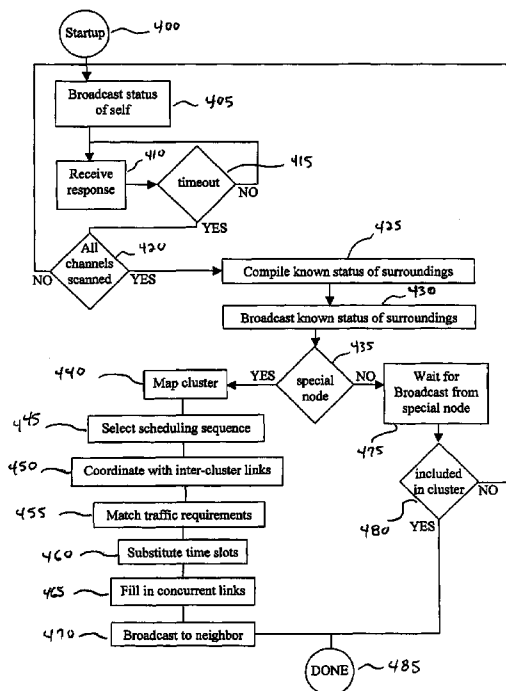 Startup
400
Broadcast status
of self
405
410
Receive
response
timeout
415
NO
YES
All
channels
scanned
420
NO
YES
425
Compile known status of surroundings
430
Broadcast known status of surroundings
435
special
node
YES
NO
440
Map cluster
Wait for
Broadcast from
special node
475
445
Select scheduling sequence
450
Coordinate with inter-cluster links
included
in cluster
NO
480
YES
455
Match traffic requirements
460
Substitute time slots
465
Fill in concurrent links
470
Broadcast to neighbor
DONE
485